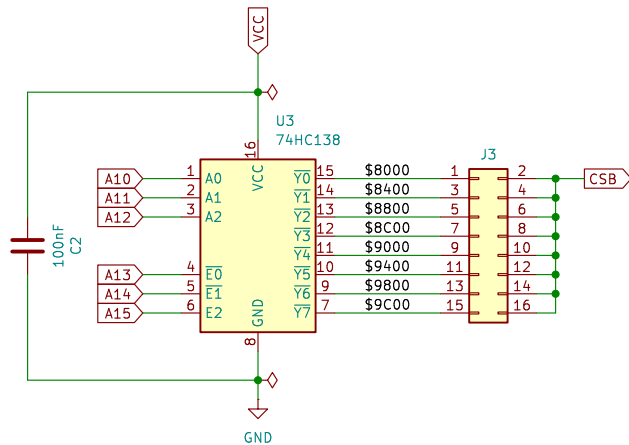 VCC
U3
74HC138
16
VCC
J3
A10 1 A0 Y0 15 $8000 1 2 CSB
A11 2 A1 Y1 14 $8400 3 4
A12 3 A2 Y2 13 $8800 5 6
Y3 12 $8C00 7 8
100nF
C2
Y4 11 $9000 9 10
A13 4 E0 Y5 10 $9400 11 12
A14 5 E1 Y6 9 $9800 13 14
A15 6 E2 Y7 7 $9C00 15 16
GND
8
GND